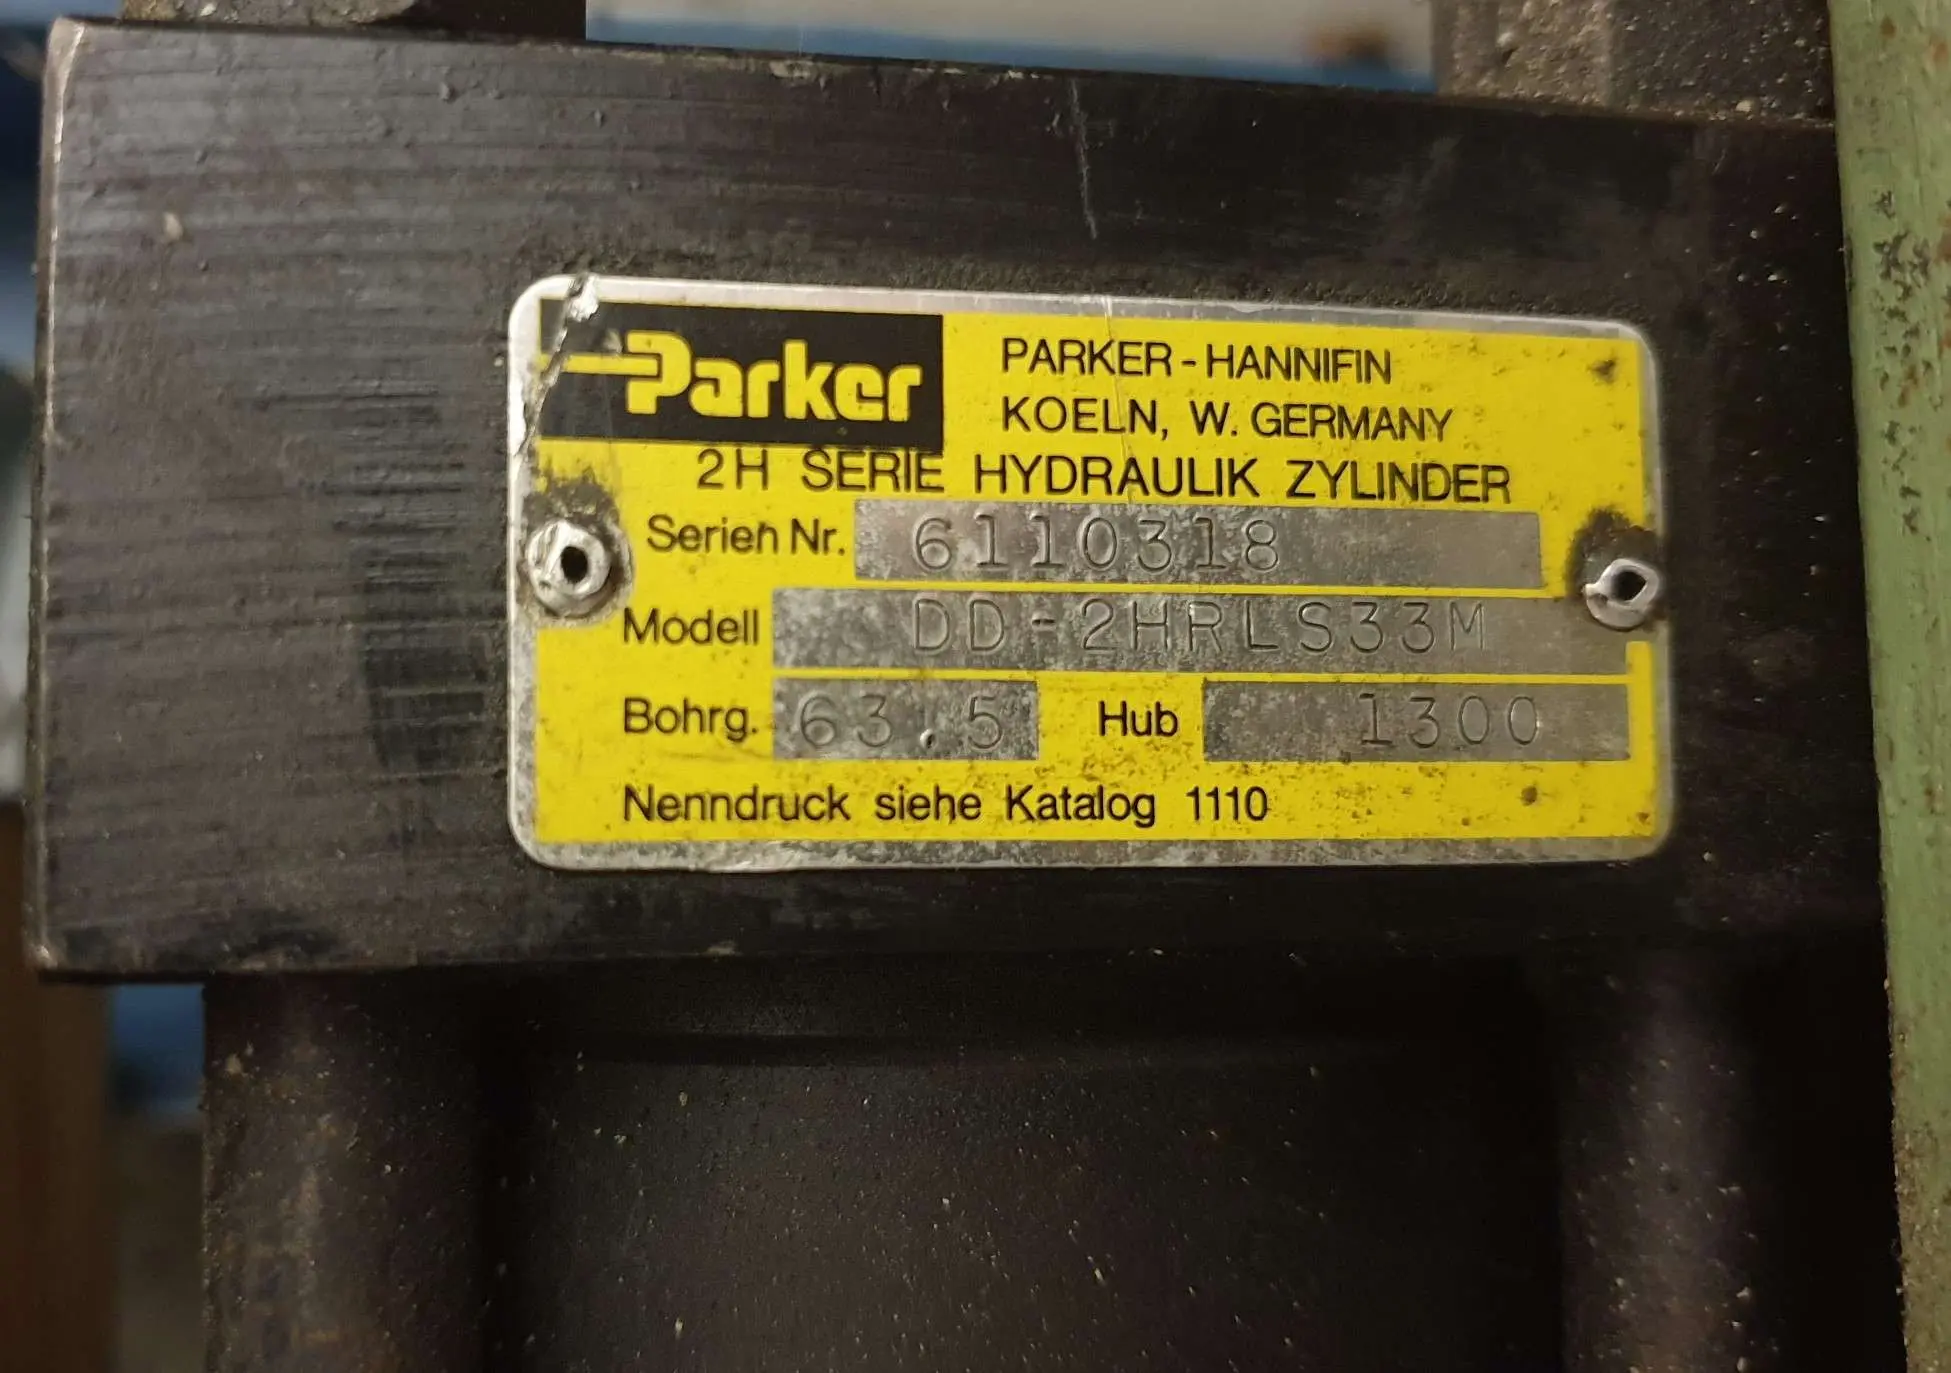 Parker
PARKER-HANNIFIN
KOELN, W. GERMANY
2H SERIE HYDRAULIK ZYLINDER
Serien Nr. 6110318
Modell DD-2HRLS33M
Bohrg. 63.5 Hub 1300
Nenndruck siehe Katalog 1110